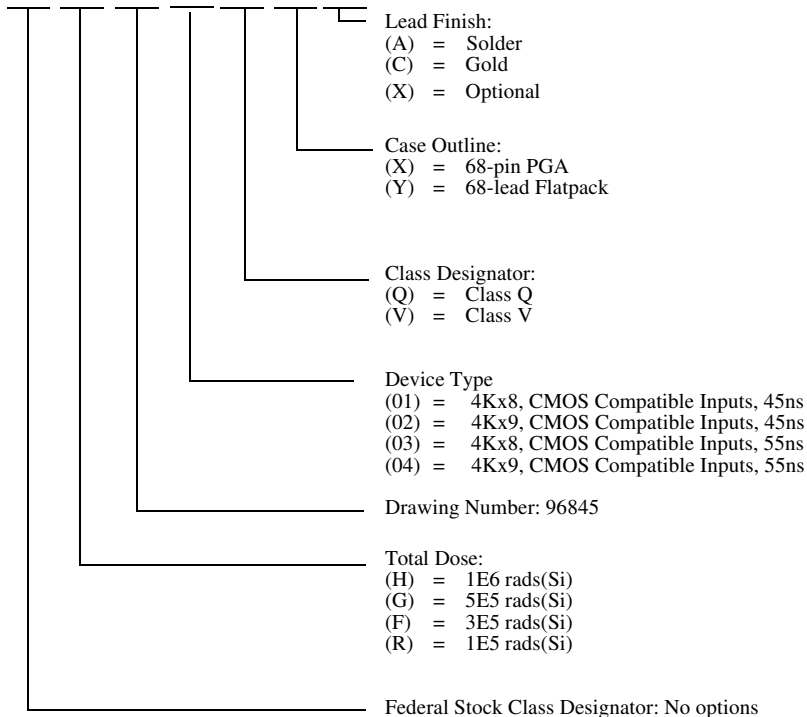 Lead Finish:
(A) = Solder
(C) = Gold
(X) = Optional
Case Outline:
(X) = 68-pin PGA
(Y) = 68-lead Flatpack
Class Designator:
(Q) = Class Q
(V) = Class V
Device Type
(01) = 4Kx8, CMOS Compatible Inputs, 45ns
(02) = 4Kx9, CMOS Compatible Inputs, 45ns
(03) = 4Kx8, CMOS Compatible Inputs, 55ns
(04) = 4Kx9, CMOS Compatible Inputs, 55ns
Drawing Number: 96845
Total Dose:
(H) = 1E6 rads(Si)
(G) = 5E5 rads(Si)
(F) = 3E5 rads(Si)
(R) = 1E5 rads(Si)
Federal Stock Class Designator: No options